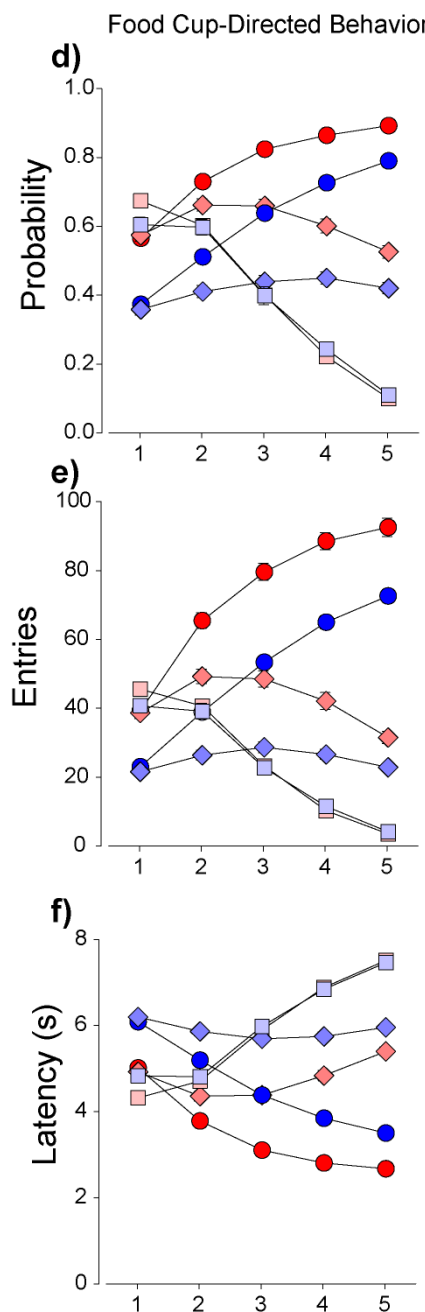 Food Cup-Directed Behavior
d)
Probability
1.0
0.8
0.6
0.4
0.2
0.0
1 2 3 4 5
e)
Entries
100
80
60
40
20
0
1 2 3 4 5
f)
Latency (s)
8
6
4
2
0
1 2 3 4 5